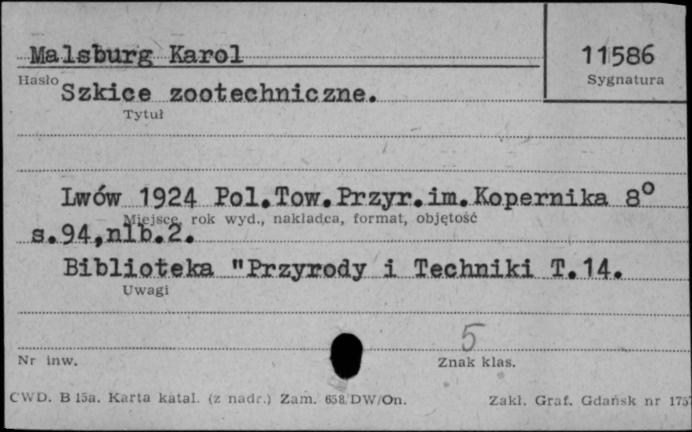 Malsburg Karol
11586
Hasło
Sygnatura
Szkice zootechniczne.
Tytuł
Lwów 1924 Pol.Tow.Przyr.im.Kopernika 8°
Miejsce, rok wyd., nakładca, format, objętość
s.94,nlb.2.
Biblioteka "Przyrody i Techniki T.14.
Uwagi
5
Nr inw.
Znak klas.
CWD. B 15a. Karta katal. (z nadr.) Zam. 658/DW/On.
Zakł. Graf. Gdańsk nr 1757